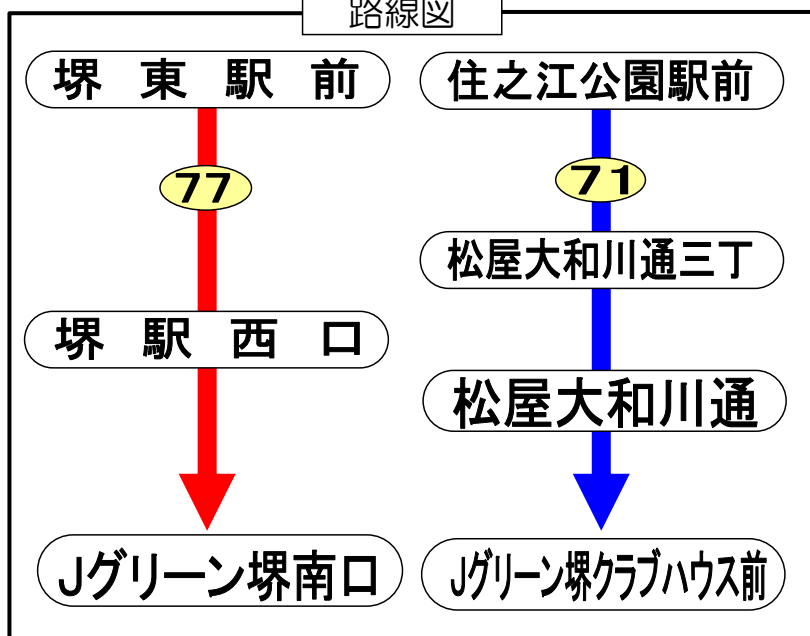 路線図
堺東駅前
77
堺駅西口
Jグリーン堺南口
住之江公園駅前
71
松屋大和川通三丁
松屋大和川通
Jグリーン堺クラブハウス前